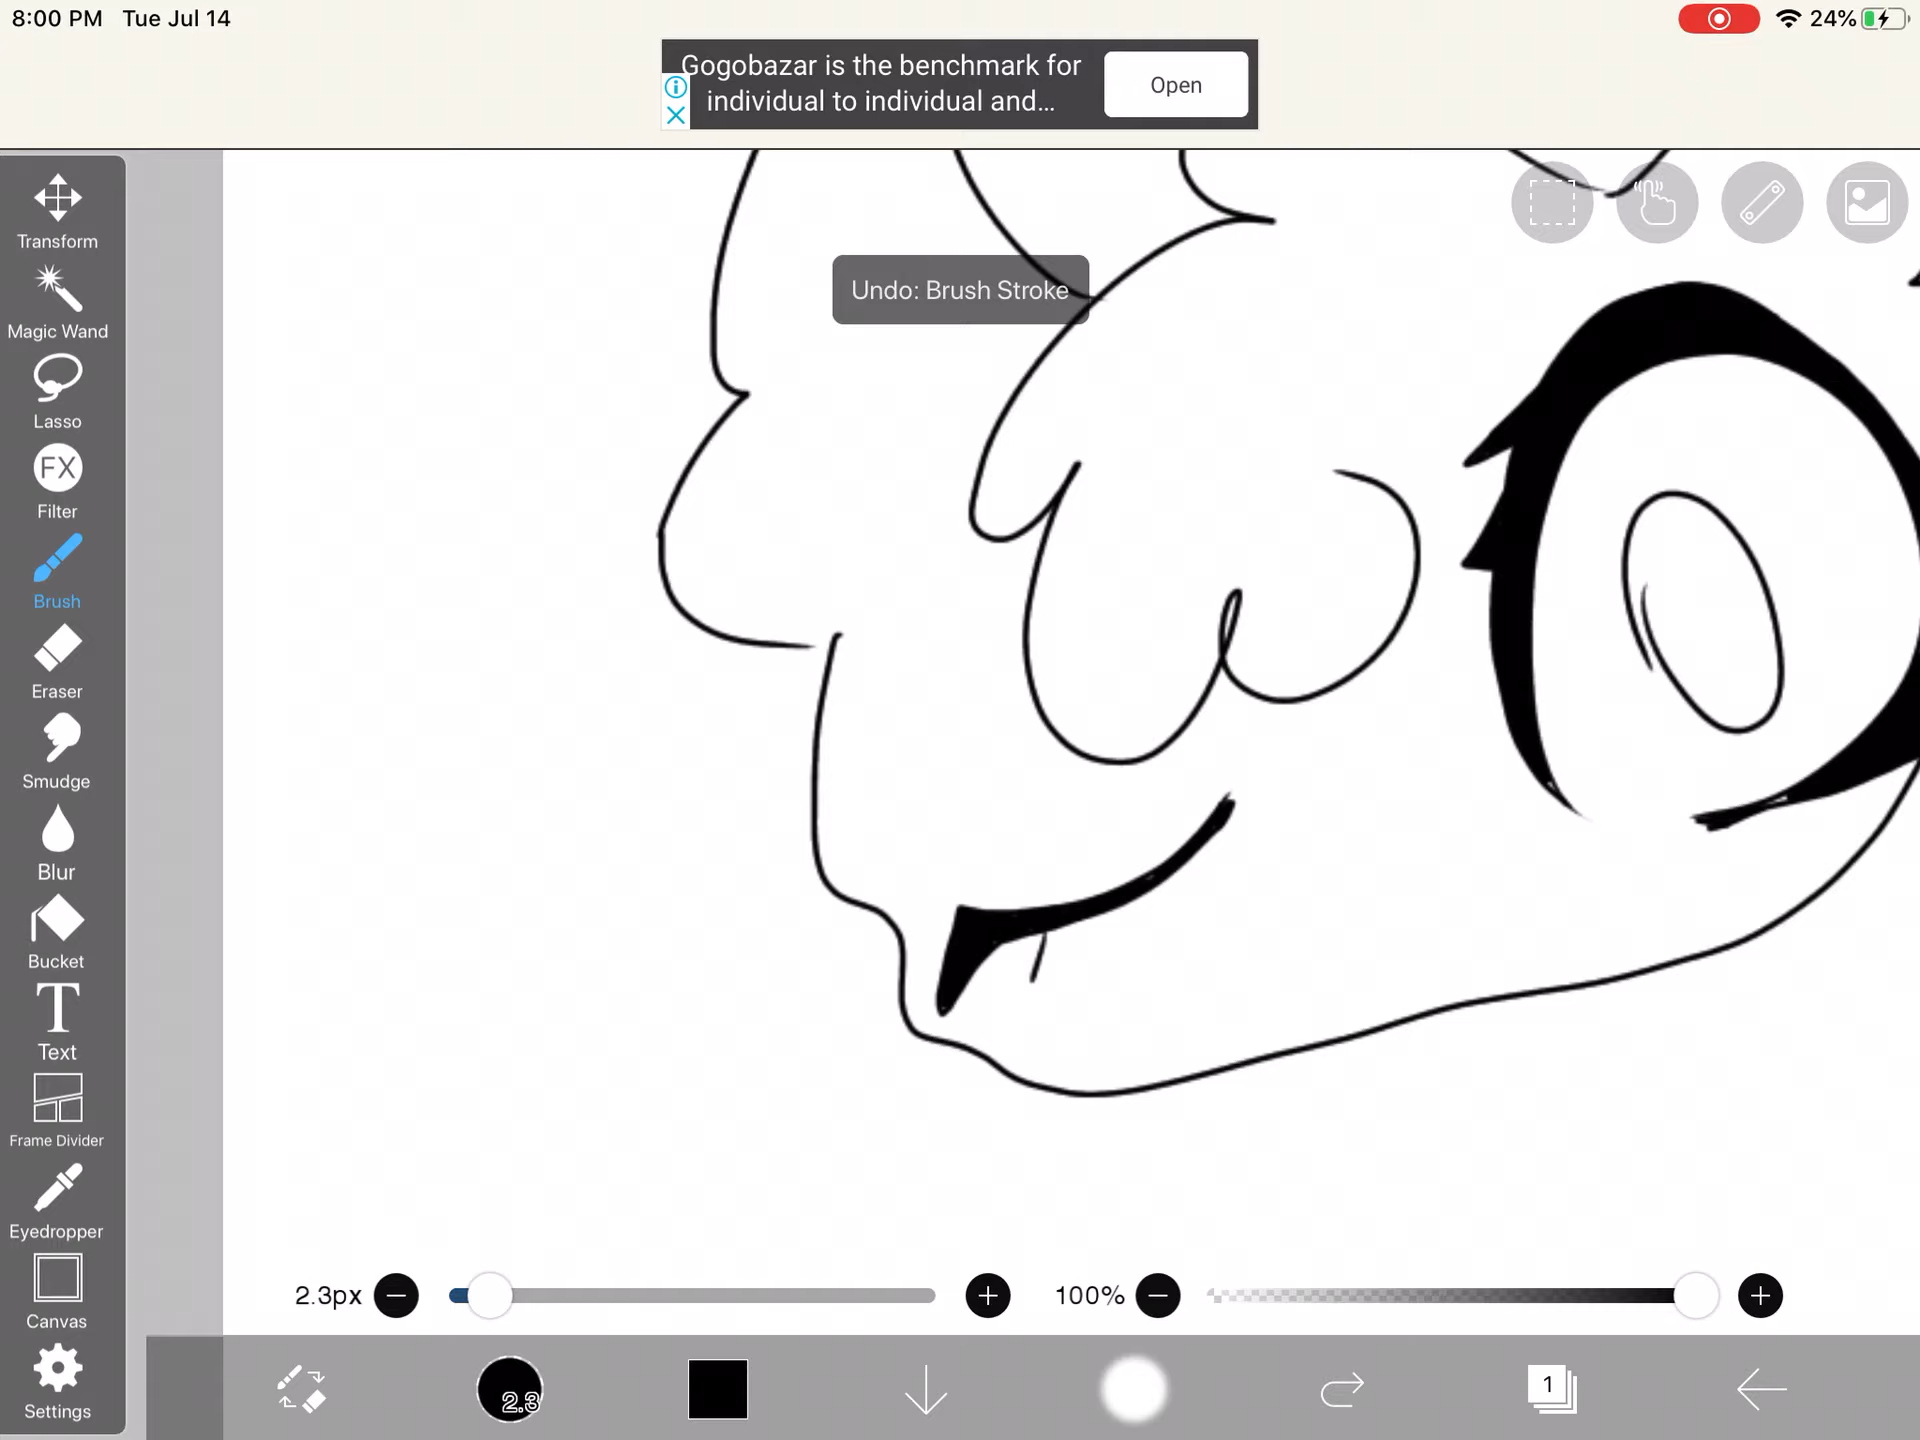 8:00 PM Tue Jul 14
24%
Gogobazar is the benchmark for
individual to individual and...
Open
Transform
Undo: Brush Stroke
Magic Wand
Lasso
FX
Filter
Brush
Eraser
Smudge
Blur
Bucket
T
Text
Frame Divider
Eyedropper
Canvas
2.3px
100%
Settings
2.3
1